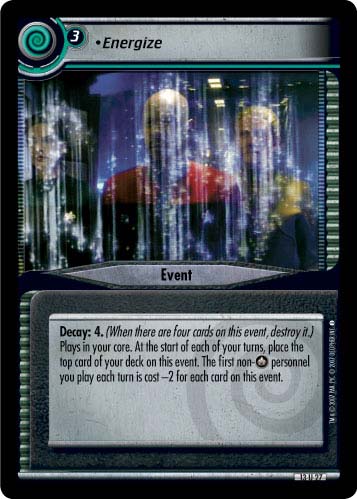 3
•Energize
Event
Decay: 4. (When there are four cards on this event, destroy it.)
Plays in your core. At the start of each of your turns, place the
top card of your deck on this event. The first non- personnel
you play each turn is cost –2 for each card on this event.
13 U 27